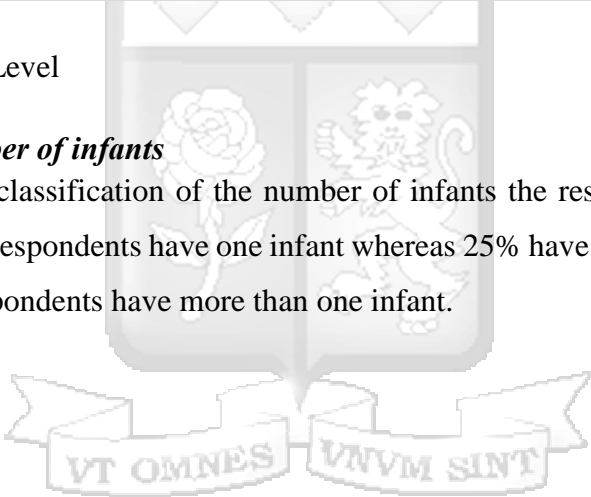 Level
er of infants
classification of the number of infants the res
espondents have one infant whereas 25% have
pondents have more than one infant.
VT OMNES VNVM SINT